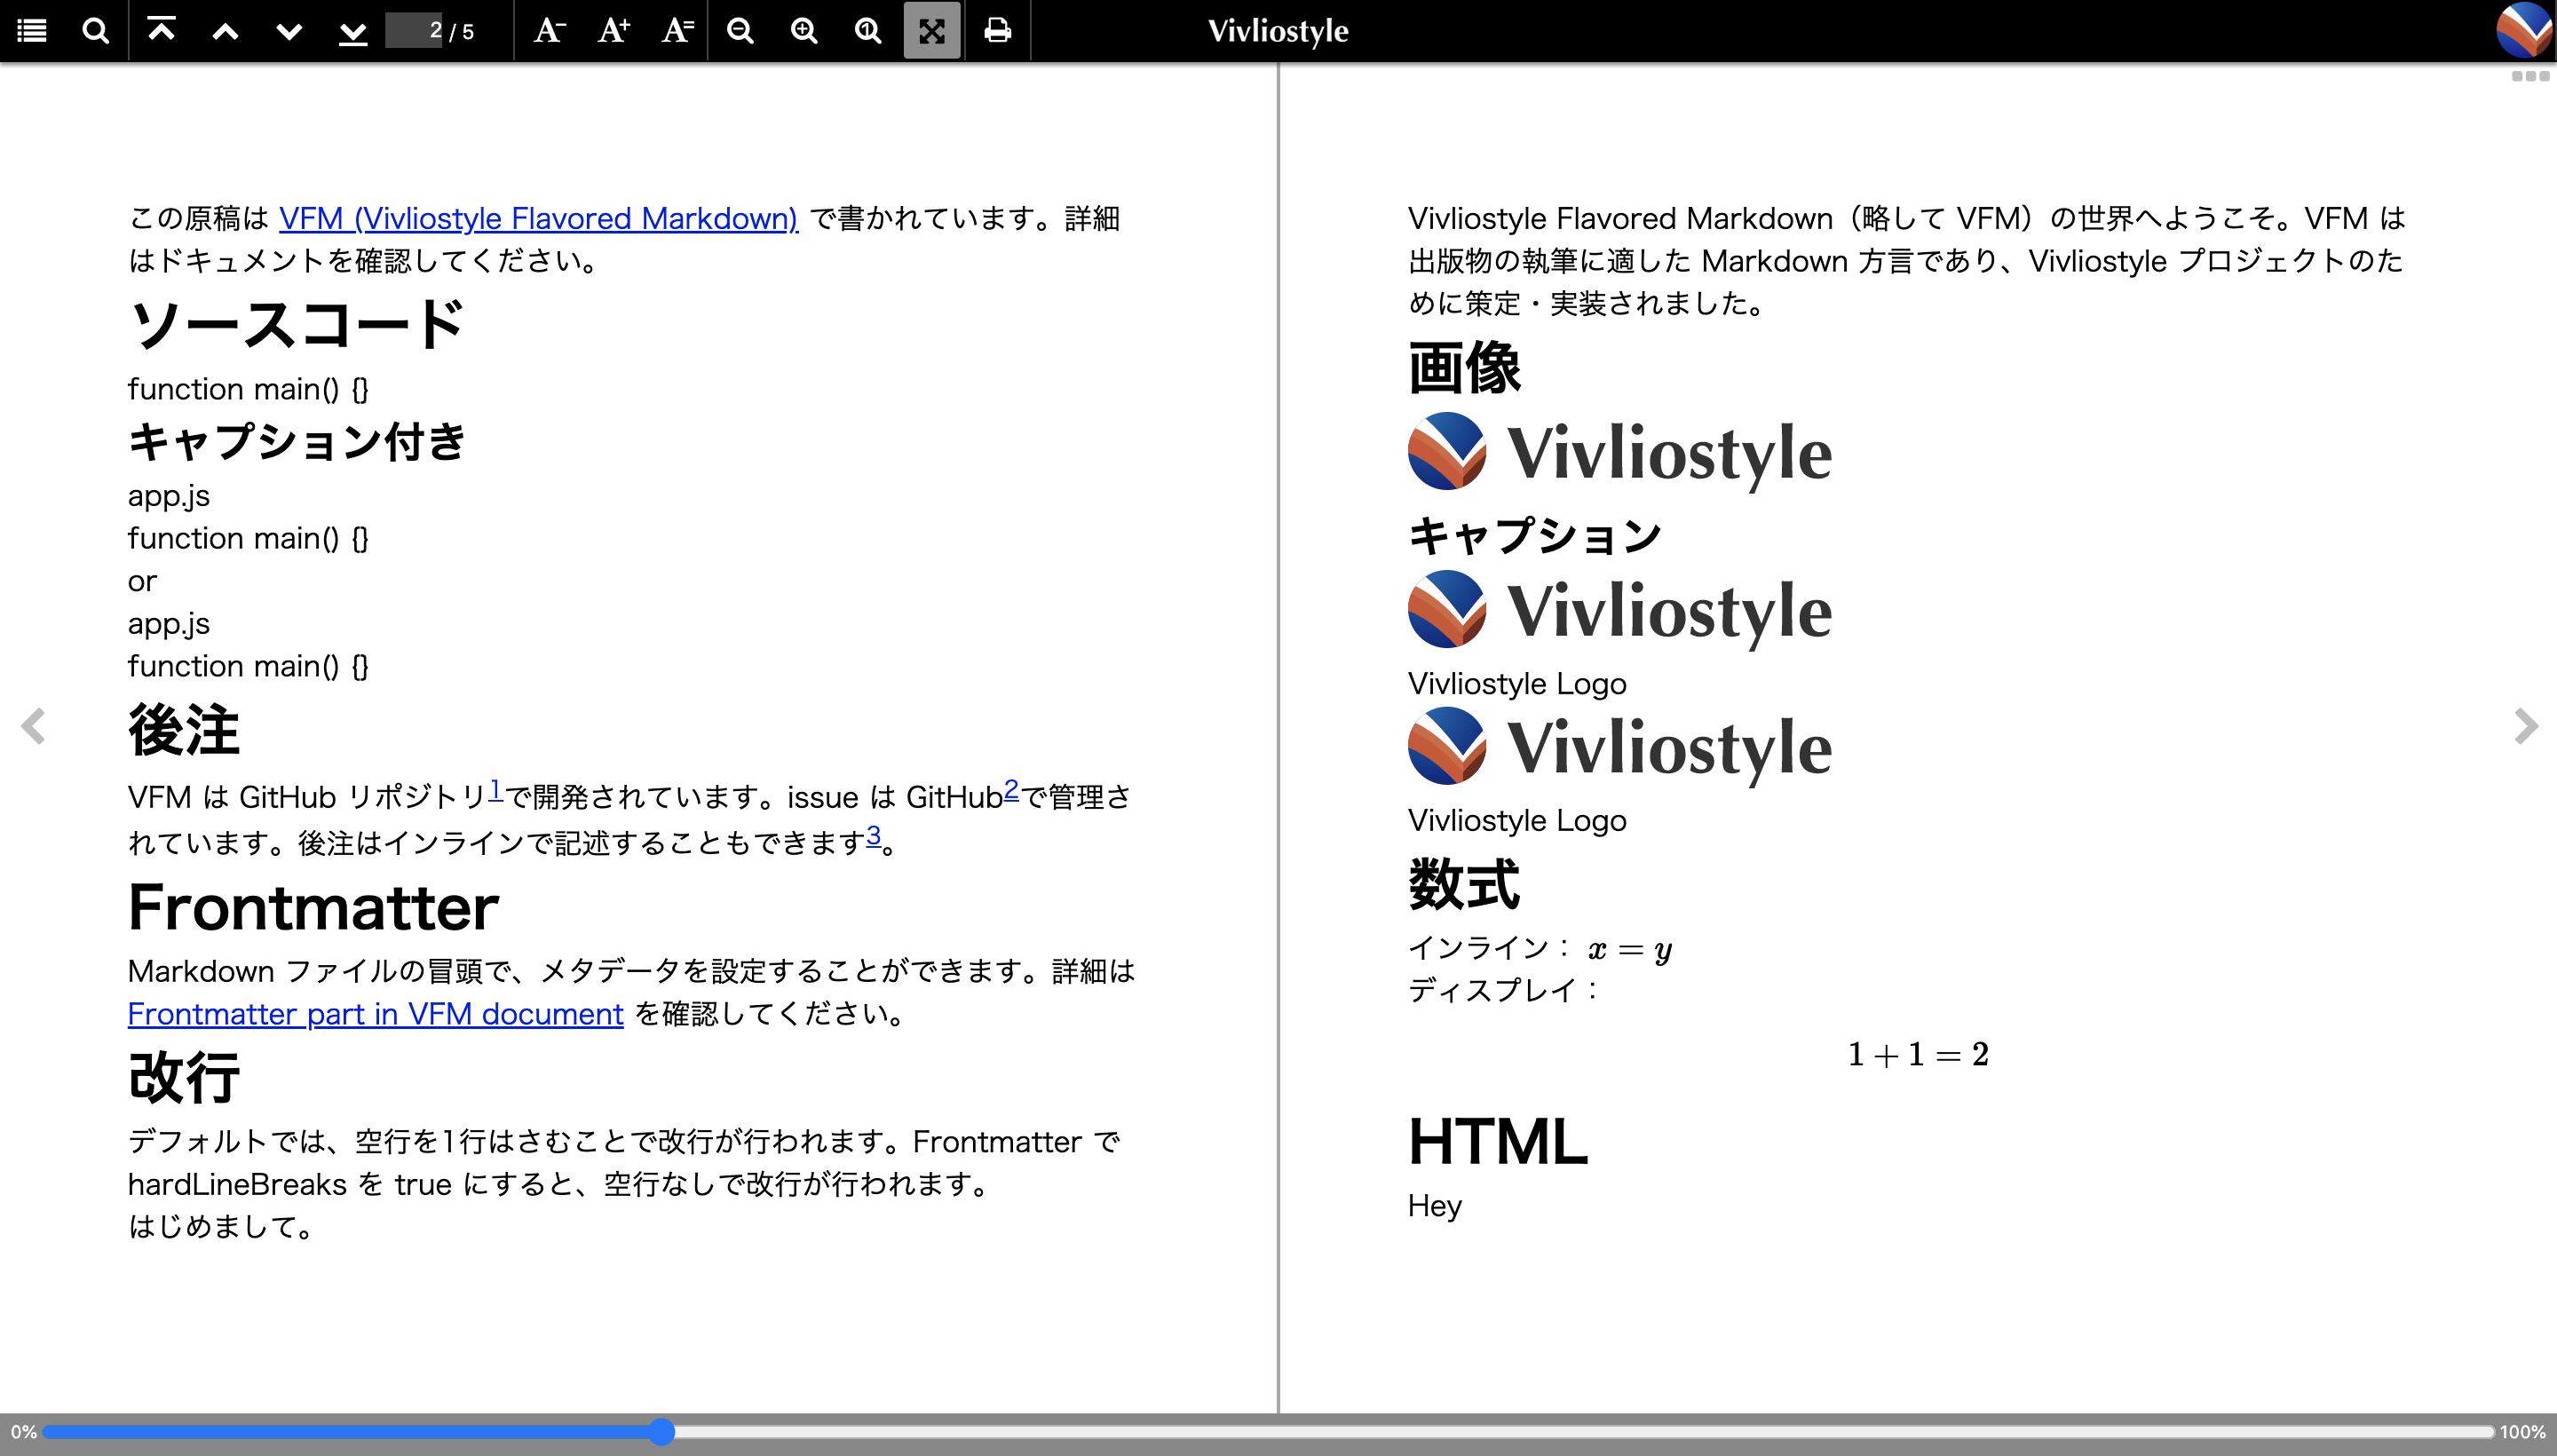 2 / 5
A- A+ A=
Vivliostyle
この原稿は VFM (Vivliostyle Flavored Markdown) で書かれています。詳細
はドキュメントを確認してください。
ソースコード
function main() {}
キャプション付き
app.js
function main() {}
or
app.js
function main() {}
後注
VFM は GitHub リポジトリ1で開発されています。issue は GitHub2で管理さ
れています。後注はインラインで記述することもできます3。
Frontmatter
Markdown ファイルの冒頭で、メタデータを設定することができます。詳細は
Frontmatter part in VFM document を確認してください。
改行
デフォルトでは、空行を1行はさむことで改行が行われます。Frontmatter で
hardLineBreaks を true にすると、空行なしで改行が行われます。
はじめまして。
Vivliostyle Flavored Markdown（略して VFM）の世界へようこそ。VFM は
出版物の執筆に適した Markdown 方言であり、Vivliostyle プロジェクトのた
めに策定・実装されました。
画像
Vivliostyle
キャプション
Vivliostyle
Vivliostyle Logo
Vivliostyle
Vivliostyle Logo
数式
インライン： x = y
ディスプレイ：
1 + 1 = 2
HTML
Hey
0% 100%